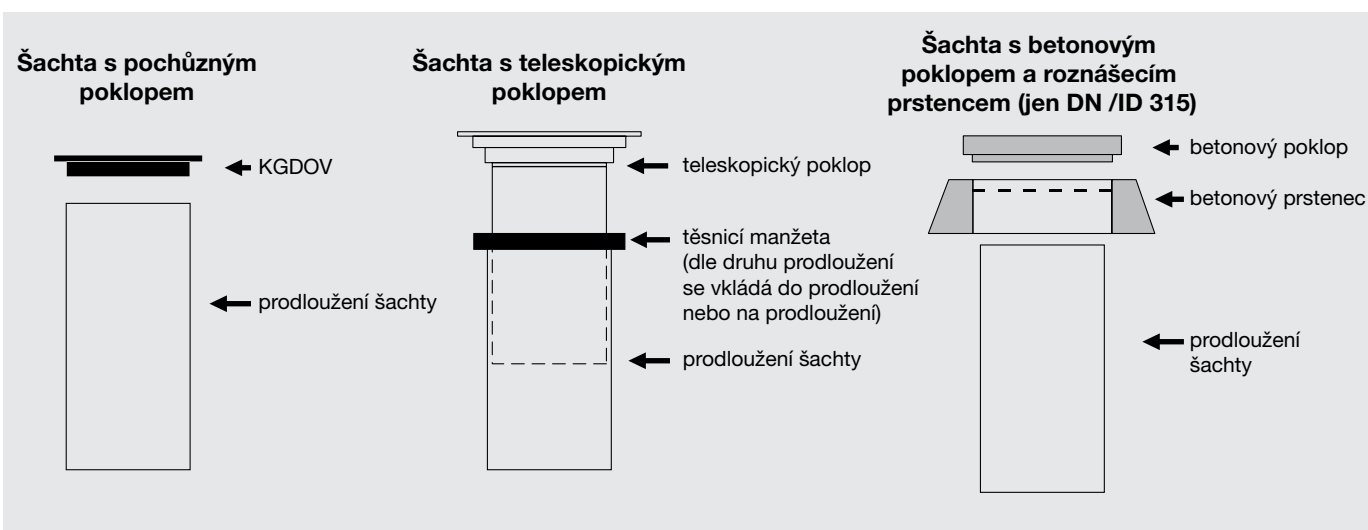 Šachta s pochůzným
poklopem
KGDOV
prodloužení šachty
Šachta s teleskopickým
poklopem
teleskopický poklop
těsnicí manžeta
(dle druhu prodloužení
se vkládá do prodloužení
nebo na prodloužení)
prodloužení šachty
Šachta s betonovým
poklopem a roznášecím
prstencem (jen DN /ID 315)
betonový poklop
betonový prstenec
prodloužení
šachty